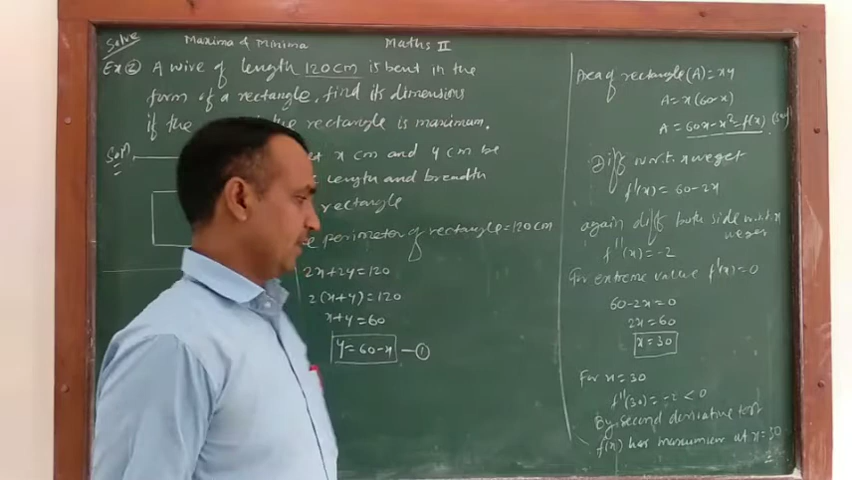 Solve Maxima & Minima Maths II
Ex② A wire of length 120cm is bent in the
form of a rectangle, find its dimensions
if the the rectangle is maximum.
Solⁿ x cm and y cm be
length and breadth
rectangle
perimeter of rectangle = 120cm
2x+2y=120
2(x+y)=120
x+y=60
y=60-x —①
Area of rectangle(A)=xy
A=x(60-x)
A=60x-x²=f(x) (say)
Diff w.r.t. x we get
f'(x)=60-2x
again diff both side w.r.t. x
we get
f''(x)=-2
For extreme value f'(x)=0
60-2x=0
2x=60
x=30
For x=30
f''(30)=-2<0
By second derivative test
f(x) has maximum at x=30